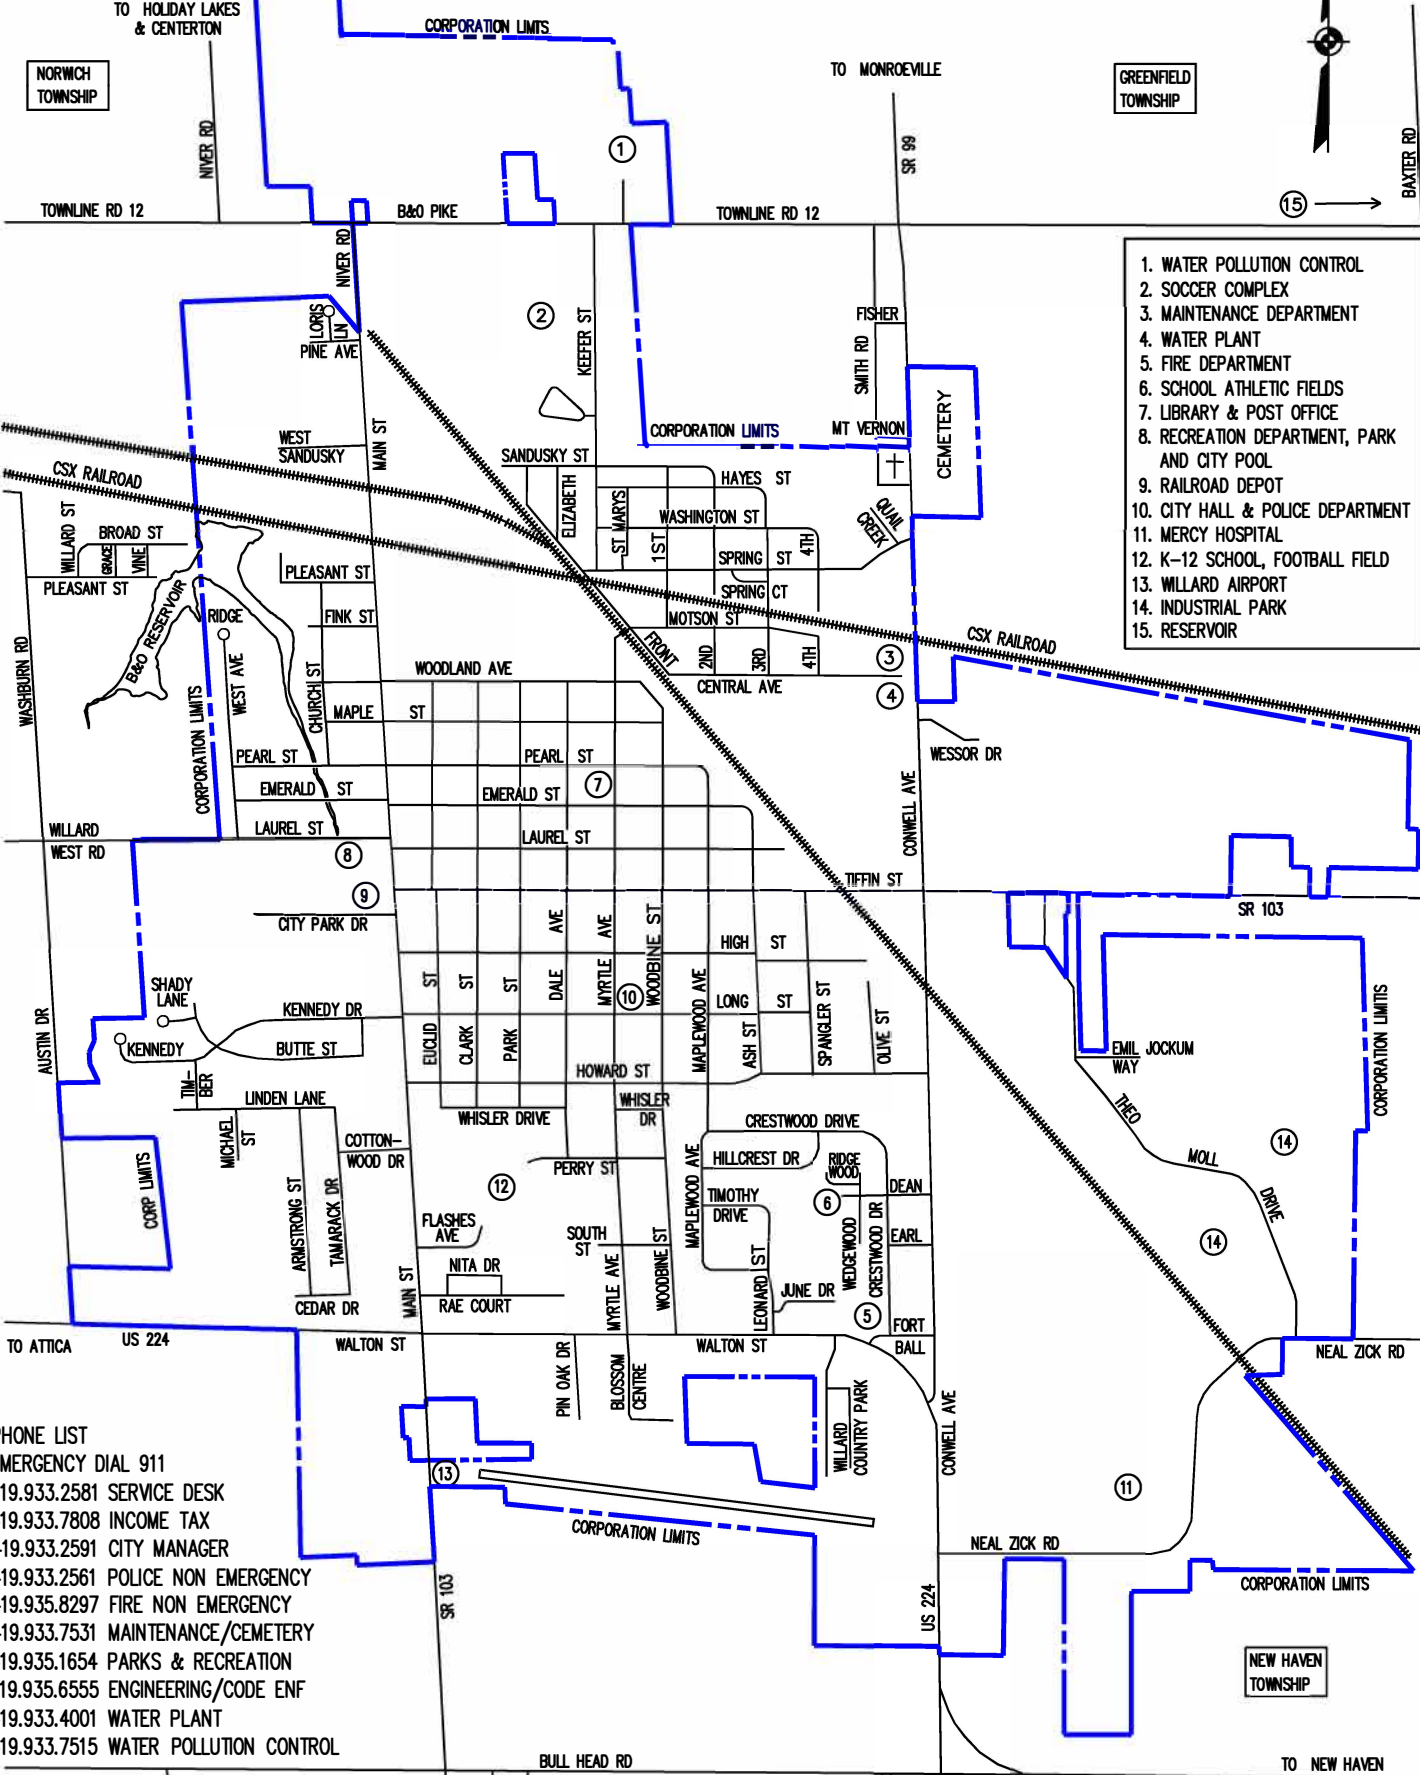 TO HOLIDAY LAKES
& CENTERTON
CORPORATION LIMITS
NORWICH
TOWNSHIP
TO MONROEVILLE
GREENFIELD
TOWNSHIP
NIVER RD
SR 99
BAXTER RD
1
15
TOWNLINE RD 12
B&O PIKE
TOWNLINE RD 12
1. WATER POLLUTION CONTROL
2. SOCCER COMPLEX
3. MAINTENANCE DEPARTMENT
4. WATER PLANT
5. FIRE DEPARTMENT
6. SCHOOL ATHLETIC FIELDS
7. LIBRARY & POST OFFICE
8. RECREATION DEPARTMENT, PARK
AND CITY POOL
9. RAILROAD DEPOT
10. CITY HALL & POLICE DEPARTMENT
11. MERCY HOSPITAL
12. K-12 SCHOOL, FOOTBALL FIELD
13. WILLARD AIRPORT
14. INDUSTRIAL PARK
15. RESERVOIR
NIVER RD
LORIS
LN
PINE AVE
2
KEEFER ST
FISHER
SMITH RD
MT VERNON
CEMETERY
CORPORATION LIMITS
WEST
SANDUSKY
MAIN ST
SANDUSKY ST
HAYES ST
ELIZABETH
ST MARYS
WASHINGTON ST
1ST
4TH
QUAIL
CREEK
SPRING ST
SPRING CT
MOTSON ST
CSX RAILROAD
WILLARD ST
BROAD ST
GRACE
VINE
PLEASANT ST
PLEASANT ST
B&O RESERVOIR
RIDGE
FINK ST
WASHBURN RD
WEST AVE
CHURCH ST
CORPORATION LIMITS
WOODLAND AVE
FRONT
2ND
3RD
4TH
3
CSX RAILROAD
CENTRAL AVE
4
MAPLE ST
WESSOR DR
PEARL ST
PEARL ST
7
EMERALD ST
EMERALD ST
LAUREL ST
LAUREL ST
CONWELL AVE
WILLARD
WEST RD
8
9
TIFFIN ST
SR 103
CITY PARK DR
DALE AVE
MYRTLE AVE
WOODBINE ST
HIGH ST
EUCLID ST
CLARK ST
PARK ST
10
MAPLEWOOD AVE
LONG ST
ASH ST
SPANGLER ST
OLIVE ST
SHADY
LANE
KENNEDY DR
KENNEDY
BUTTE ST
AUSTIN DR
EMIL JOCKUM
WAY
CORPORATION LIMITIS
HOWARD ST
TIM-
BER
LINDEN LANE
WHISLER DRIVE
WHISLER
DR
MICHAEL
ST
COTTON-
WOOD DR
CRESTWOOD DRIVE
THEO
MOLL
DRIVE
14
14
CORP LIMITS
ARMSTRONG ST
TAMARACK DR
PERRY ST
12
MAPLEWOOD AVE
HILLCREST DR
RIDGE
WOOD
DEAN
6
TIMOTHY
DRIVE
FLASHES
AVE
SOUTH
ST
WEDGEWOOD
CRESTWOOD DR
EARL
NITA DR
RAE COURT
CEDAR DR
MAIN ST
MYRTLE AVE
WOODBINE ST
LEONARD ST
JUNE DR
5
FORT
BALL
TO ATTICA
US 224
WALTON ST
WALTON ST
NEAL ZICK RD
PIN OAK DR
BLOSSOM
CENTRE
WILLARD
COUNTRY PARK
CONWELL AVE
PHONE LIST
MERGENCY DIAL 911
19.933.2581 SERVICE DESK
19.933.7808 INCOME TAX
19.933.2591 CITY MANAGER
19.933.2561 POLICE NON EMERGENCY
19.935.8297 FIRE NON EMERGENCY
19.933.7531 MAINTENANCE/CEMETERY
19.935.1654 PARKS & RECREATION
19.935.6555 ENGINEERING/CODE ENF
19.933.4001 WATER PLANT
19.933.7515 WATER POLLUTION CONTROL
13
11
CORPORATION LIMITS
NEAL ZICK RD
CORPORATION LIMITS
SR 103
US 224
NEW HAVEN
TOWNSHIP
BULL HEAD RD
TO NEW HAVEN